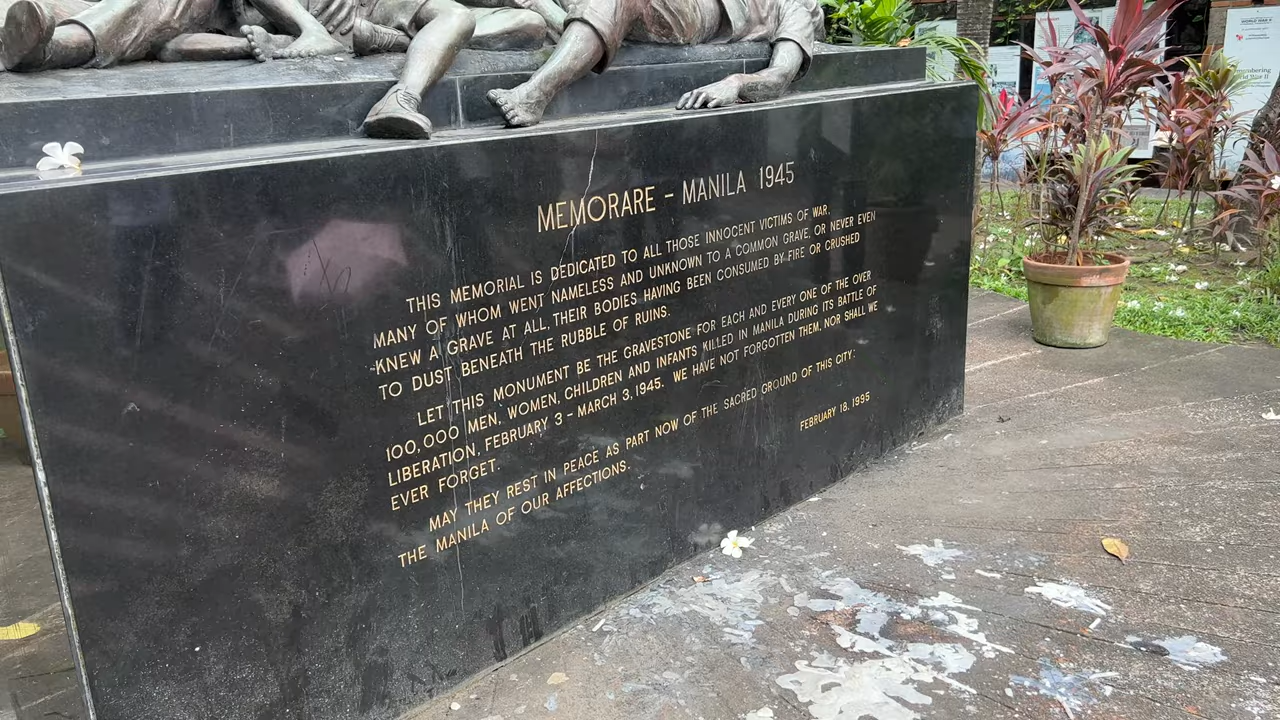 MEMORARE - MANILA 1945
THIS MEMORIAL IS DEDICATED TO ALL THOSE INNOCENT VICTIMS OF WAR,
MANY OF WHOM WENT NAMELESS AND UNKNOWN TO A COMMON GRAVE, OR NEVER EVEN
KNEW A GRAVE AT ALL, THEIR BODIES HAVING BEEN CONSUMED BY FIRE OR CRUSHED
TO DUST BENEATH THE RUBBLE OF RUINS.
LET THIS MONUMENT BE THE GRAVESTONE FOR EACH AND EVERY ONE OF THE OVER
100,000 MEN, WOMEN, CHILDREN AND INFANTS KILLED IN MANILA DURING ITS BATTLE OF
LIBERATION, FEBRUARY 3 - MARCH 3, 1945. WE HAVE NOT FORGOTTEN THEM, NOR SHALL WE
EVER FORGET.
MAY THEY REST IN PEACE AS PART NOW OF THE SACRED GROUND OF THIS CITY:
THE MANILA OF OUR AFFECTIONS.
FEBRUARY 18, 1995
WORLD WAR II